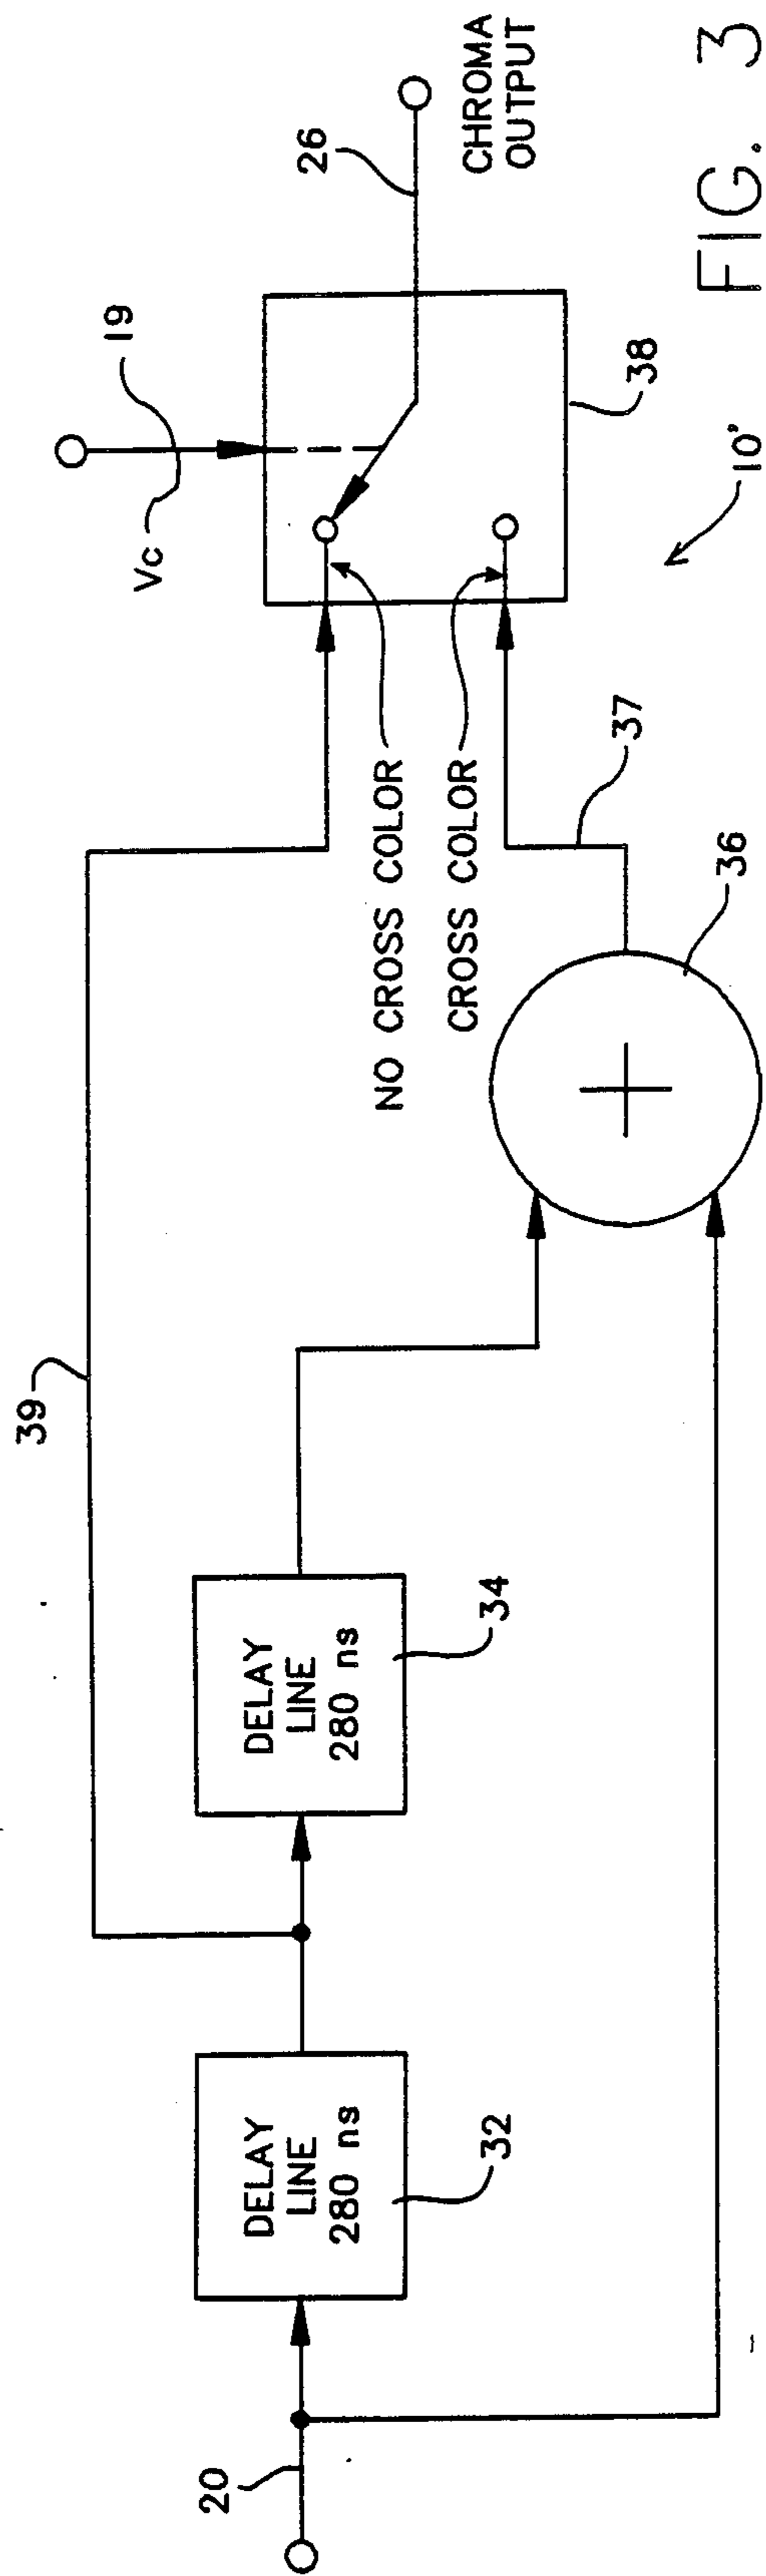 39
19
Vc
26
CHROMA
OUTPUT
20
DELAY
LINE
280 ns
32
DELAY
LINE
280 ns
34
NO CROSS COLOR
CROSS COLOR
38
37
36
10'
FIG. 3